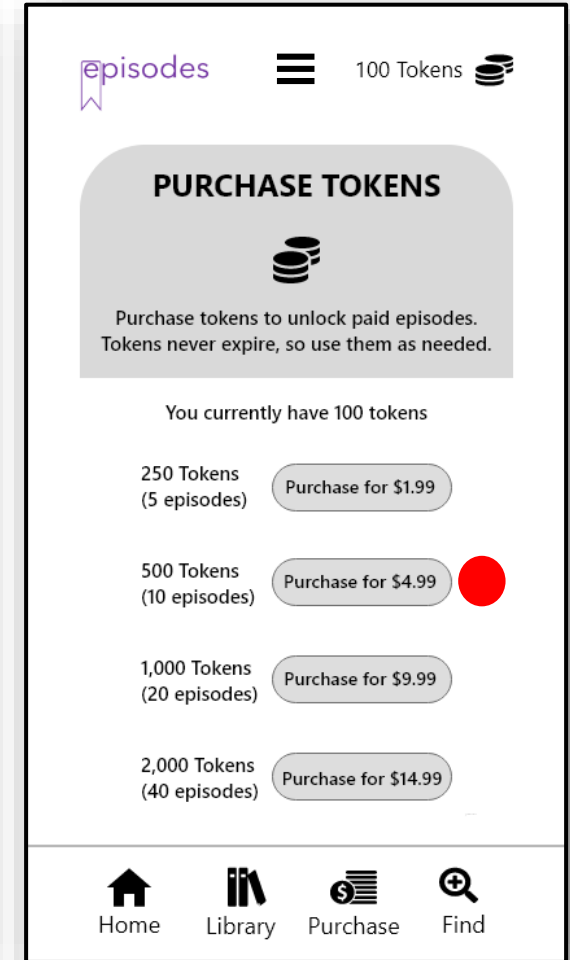 episodes
100 Tokens
PURCHASE TOKENS
Purchase tokens to unlock paid episodes.
Tokens never expire, so use them as needed.
You currently have 100 tokens
250 Tokens
(5 episodes)
Purchase for $1.99
500 Tokens
(10 episodes)
Purchase for $4.99
1,000 Tokens
(20 episodes)
Purchase for $9.99
2,000 Tokens
(40 episodes)
Purchase for $14.99
Home
Library
Purchase
Find